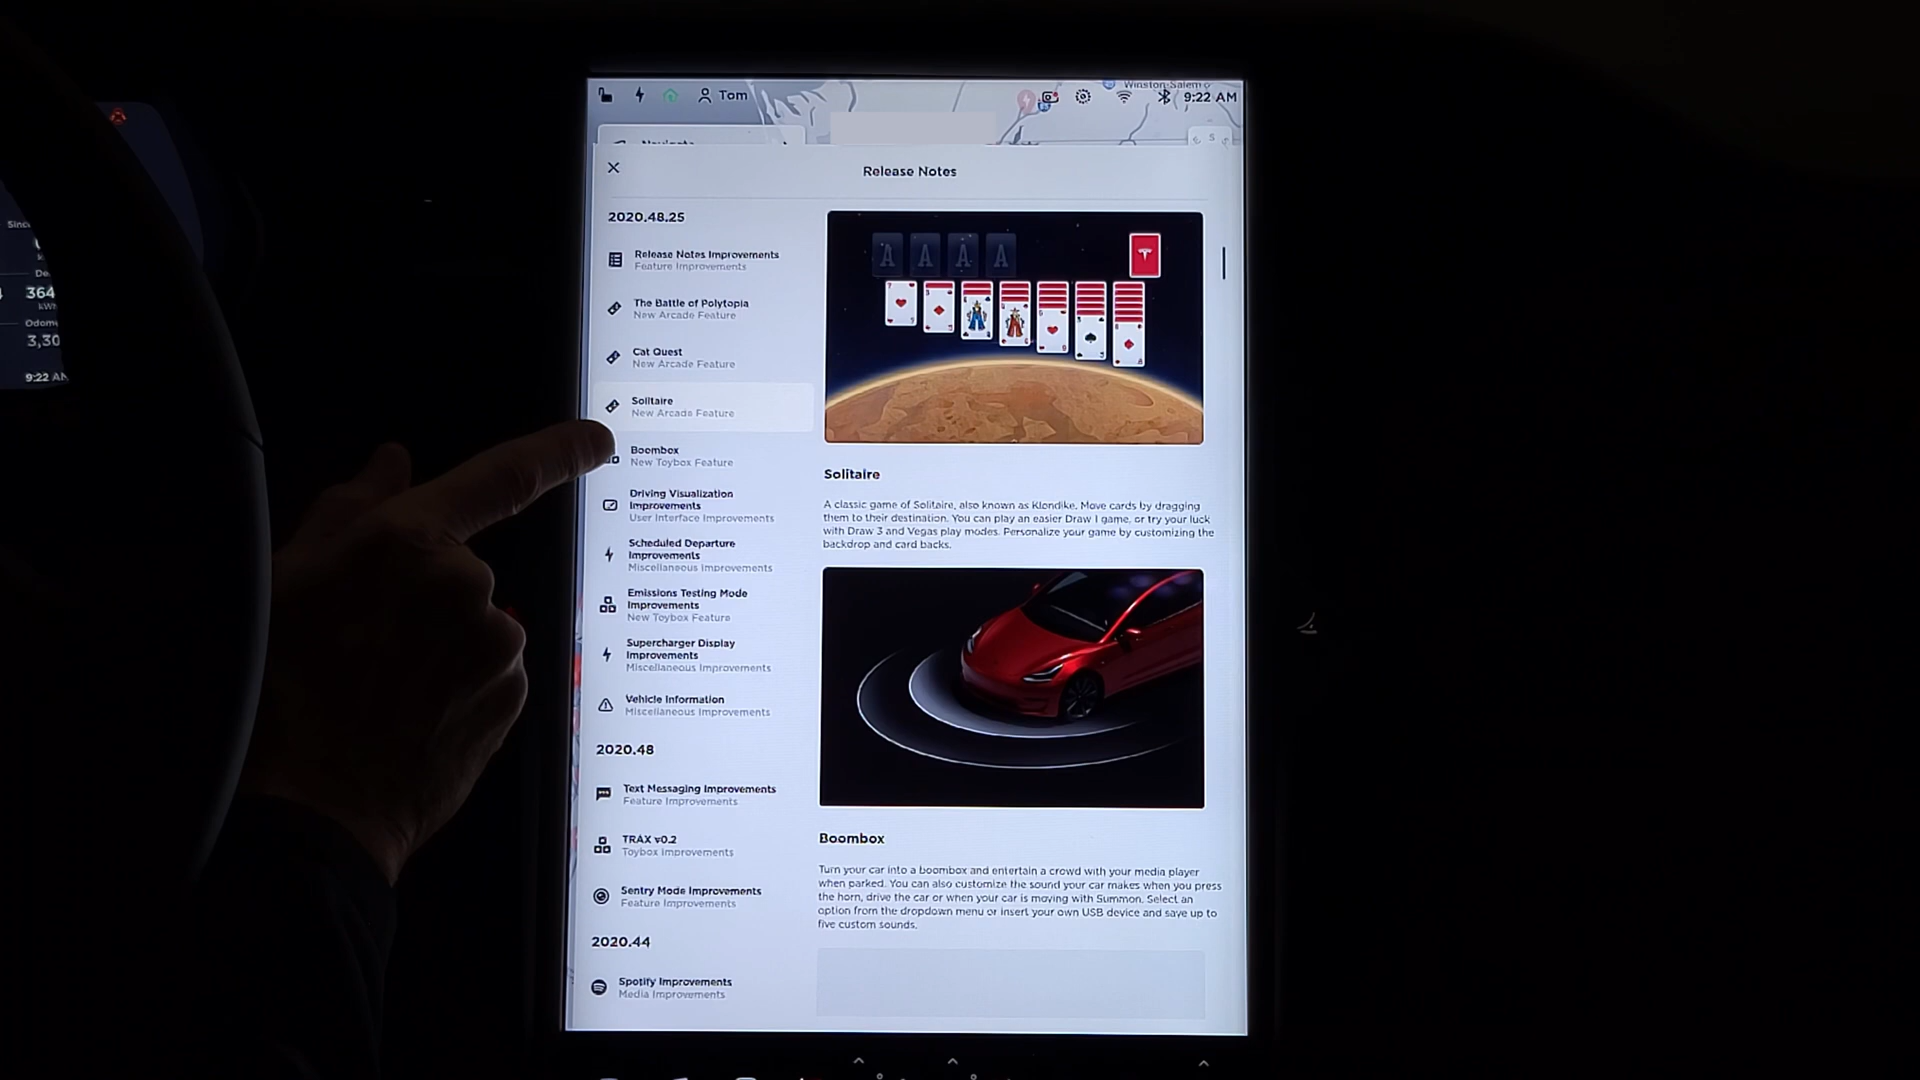 Tom
Winston-Salem
9:22 AM
Release Notes
2020.48.25
Release Notes Improvements
Feature Improvements
The Battle of Polytopia
New Arcade Feature
Cat Quest
New Arcade Feature
Solitaire
New Arcade Feature
Boombox
New Toybox Feature
Driving Visualization
Improvements
User Interface Improvements
Scheduled Departure
Improvements
Miscellaneous Improvements
Emissions Testing Mode
Improvements
New Toybox Feature
Supercharger Display
Improvements
Miscellaneous Improvements
Vehicle Information
Miscellaneous Improvements
2020.48
Text Messaging Improvements
Feature Improvements
TRAX v0.2
Toybox Improvements
Sentry Mode Improvements
Feature Improvements
2020.44
Spotify Improvements
Media Improvements
A A A A
Solitaire
A classic game of Solitaire, also known as Klondike. Move cards by dragging
them to their destination. You can play an easier Draw 1 game, or try your luck
with Draw 3 and Vegas play modes. Personalize your game by customizing the
backdrop and card backs.
Boombox
Turn your car into a boombox and entertain a crowd with your media player
when parked. You can also customize the sound your car makes when you press
the horn, drive the car or when your car is moving with Summon. Select an
option from the dropdown menu or insert your own USB device and save up to
five custom sounds.
364
3,30
9:22 AM